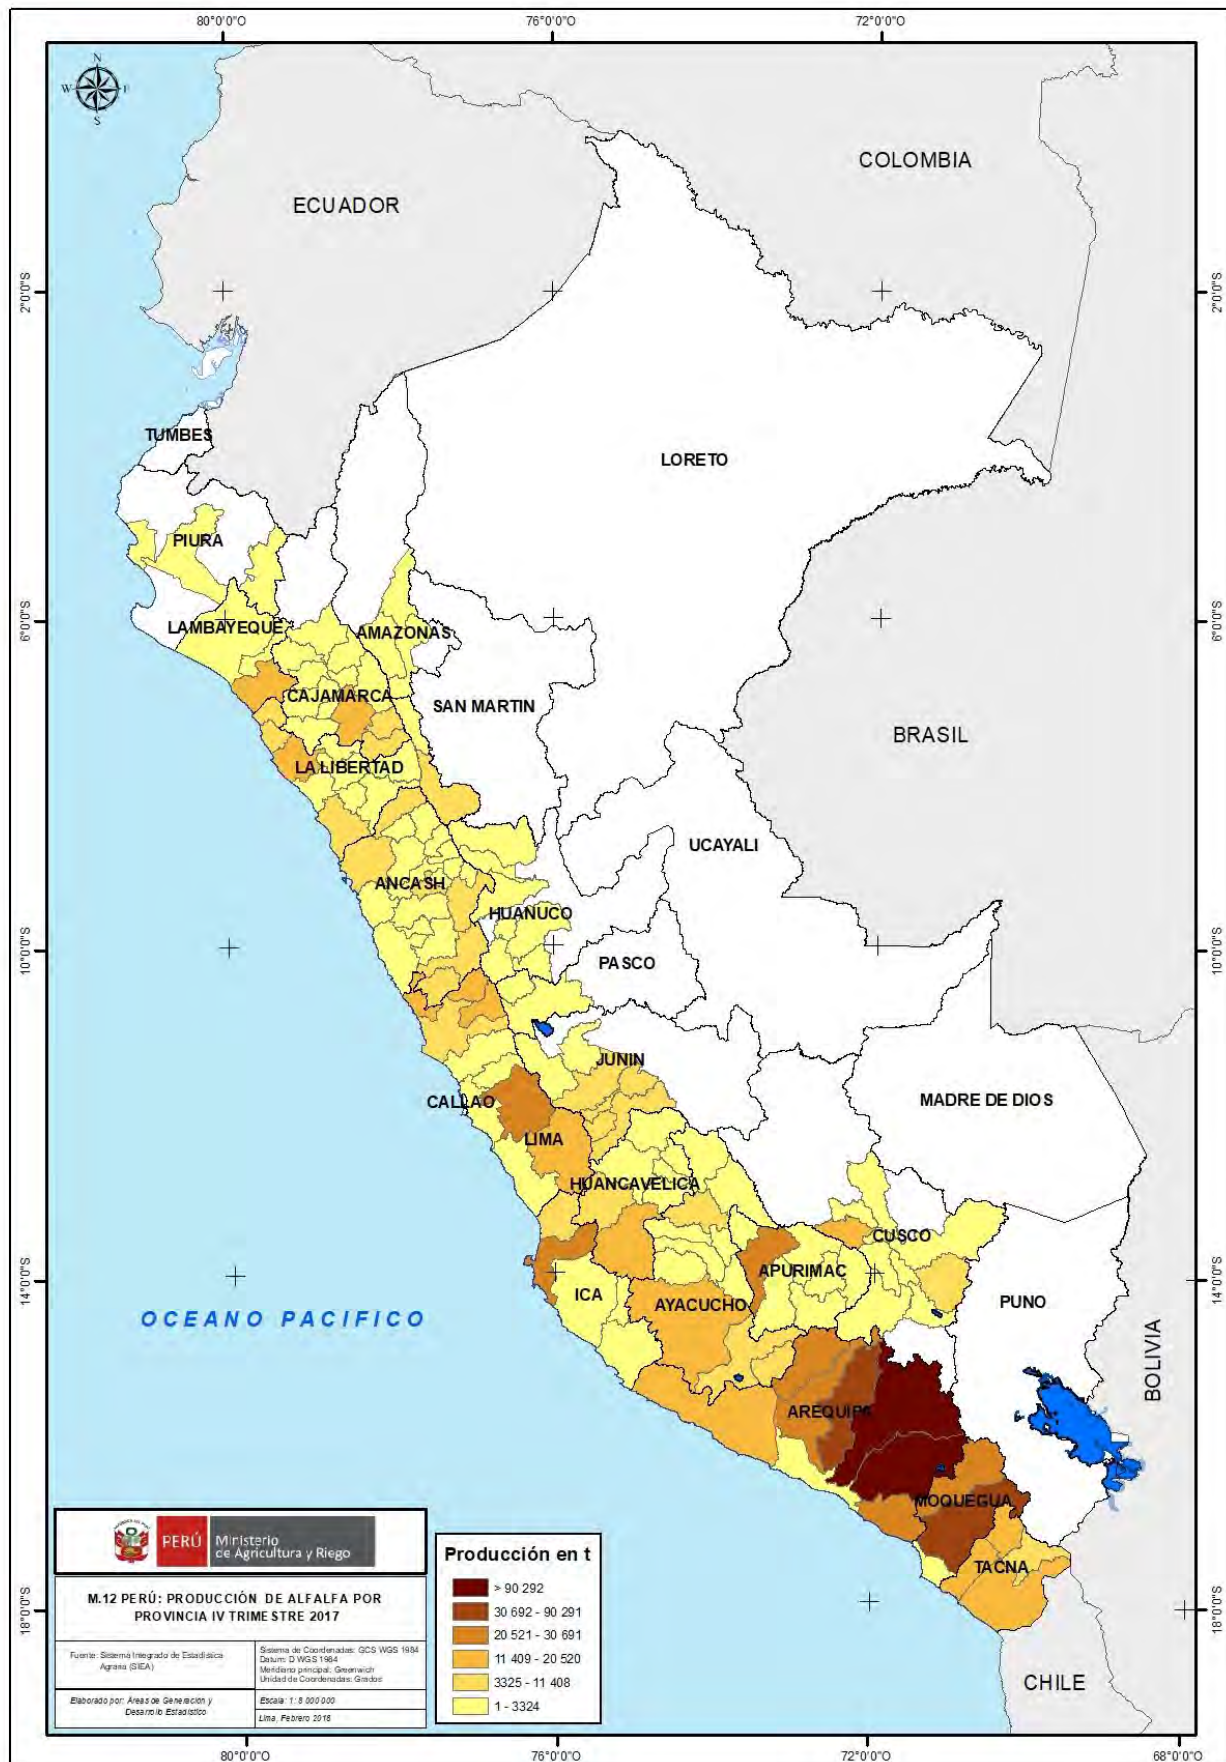 80°0'0"O
76°0'0"O
72°0'0"O
N
W
E
S
COLOMBIA
ECUADOR
2°0'0"S
2°0'0"S
TUMBES
LORETO
PIURA
LAMBAYEQUE
AMAZONAS
6°0'0"S
6°0'0"S
CAJAMARCA
SAN MARTIN
BRASIL
LA LIBERTAD
UCAYALI
ANCASH
HUANUCO
PASCO
10°0'0"S
10°0'0"S
JUNIN
CALLAO
MADRE DE DIOS
LIMA
HUANCAVELICA
CUSCO
APURIMAC
14°0'0"S
14°0'0"S
ICA
AYACUCHO
PUNO
OCEANO PACIFICO
BOLIVIA
AREQUIPA
MOQUEGUA
TACNA
18°0'0"S
18°0'0"S
CHILE
PERÚ
Ministerio
de Agricultura y Riego
M.12 PERÚ: PRODUCCIÓN DE ALFALFA POR
PROVINCIA IV TRIMESTRE 2017
Fuente: Sistema Integrado de Estadística
Agraria (SIEA)
Sistema de Coordenadas: GCS WGS 1984
Datum: D WGS 1984
Meridiano principal: Greenwich
Unidad de Coordenadas: Grados
Elaborado por: Áreas de Generación y
Desarrollo Estadístico
Escala: 1: 8 000 000
Lima, Febrero 2018
Producción en t
> 90 292
30 692 - 90 291
20 521 - 30 691
11 409 - 20 520
3325 - 11 408
1 - 3324
80°0'0"O
76°0'0"O
72°0'0"O
68°0'0"O